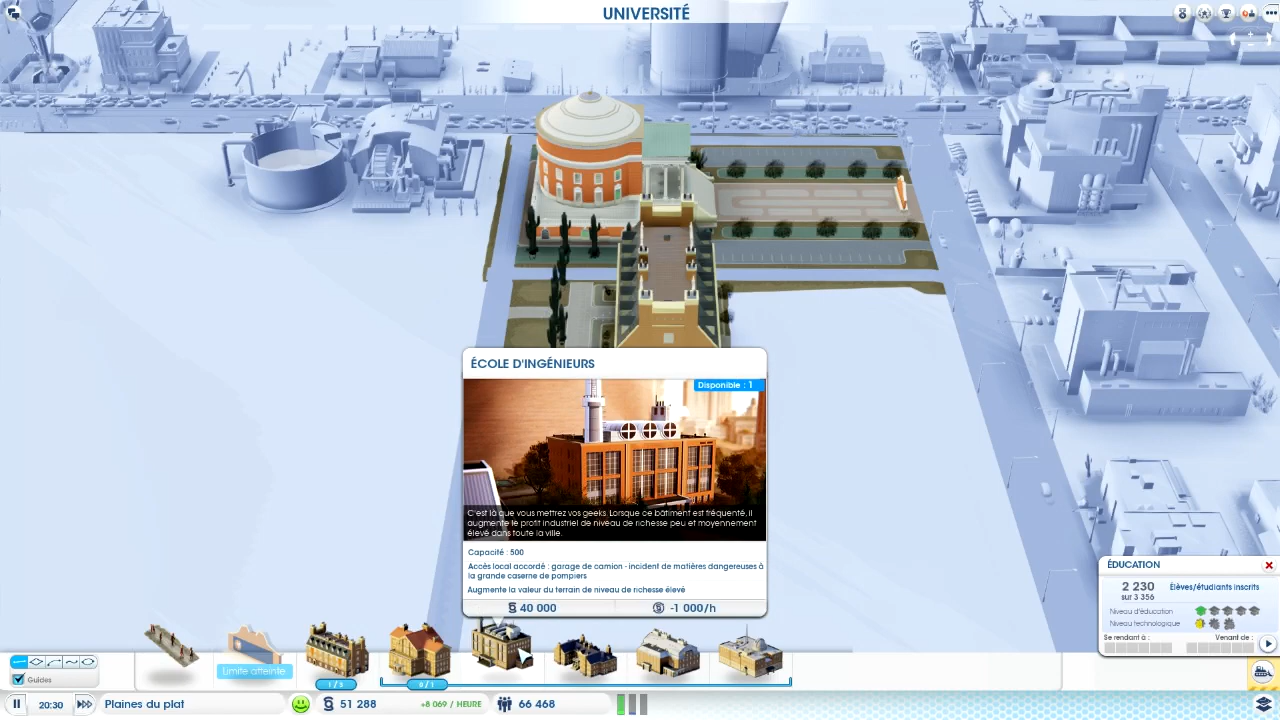 UNIVERSITÉ
ÉCOLE D'INGÉNIEURS
Disponible : 1
C'est là que vous mettrez vos geeks. Lorsque ce bâtiment est fréquenté, il
augmente le profit industriel de niveau de richesse peu et moyennement
élevé dans toute la ville.
Capacité : 500
Accès local accordé : garage de camion - incident de matières dangereuses à
la grande caserne de pompiers
Augmente la valeur du terrain de niveau de richesse élevé
40 000
-1 000/h
ÉDUCATION
2 230
Élèves/étudiants inscrits
sur 3 356
Niveau d'éducation
Niveau technologique
Se rendant à :
Venant de :
Limite atteinte
Guides
1 / 3
0 / 1
20:30
Plaines du plaf
51 288
+8 069 / HEURE
66 468